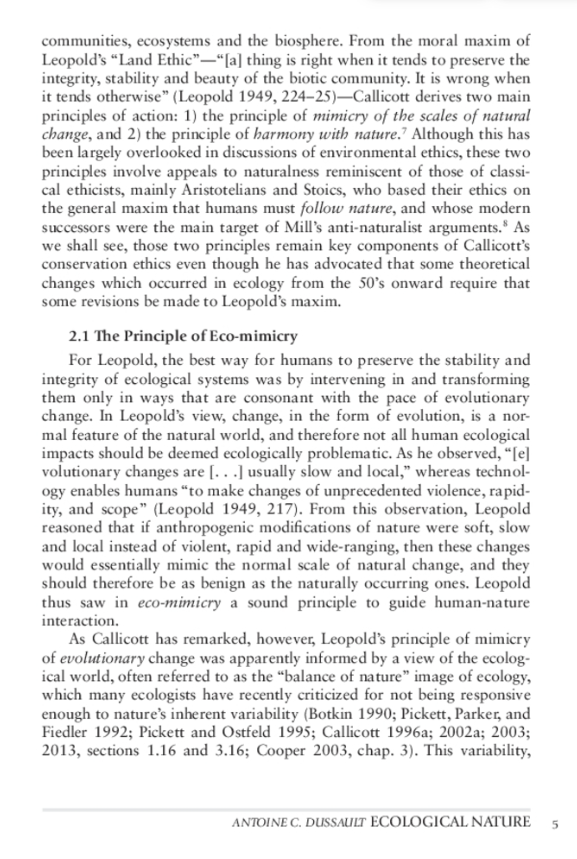 communities, ecosystems and the biosphere. From the moral maxim of
Leopold's “Land Ethic”—“[a] thing is right when it tends to preserve the
integrity, stability and beauty of the biotic community. It is wrong when
it tends otherwise” (Leopold 1949, 224–25)—Callicott derives two main
principles of action: 1) the principle of mimicry of the scales of natural
change, and 2) the principle of harmony with nature.⁷ Although this has
been largely overlooked in discussions of environmental ethics, these two
principles involve appeals to naturalness reminiscent of those of classi-
cal ethicists, mainly Aristotelians and Stoics, who based their ethics on
the general maxim that humans must follow nature, and whose modern
successors were the main target of Mill's anti-naturalist arguments.⁸ As
we shall see, those two principles remain key components of Callicott's
conservation ethics even though he has advocated that some theoretical
changes which occurred in ecology from the 50's onward require that
some revisions be made to Leopold's maxim.
2.1 The Principle of Eco-mimicry
For Leopold, the best way for humans to preserve the stability and
integrity of ecological systems was by intervening in and transforming
them only in ways that are consonant with the pace of evolutionary
change. In Leopold's view, change, in the form of evolution, is a nor-
mal feature of the natural world, and therefore not all human ecological
impacts should be deemed ecologically problematic. As he observed, “[e]
volutionary changes are [. . .] usually slow and local,” whereas technol-
ogy enables humans “to make changes of unprecedented violence, rapid-
ity, and scope” (Leopold 1949, 217). From this observation, Leopold
reasoned that if anthropogenic modifications of nature were soft, slow
and local instead of violent, rapid and wide-ranging, then these changes
would essentially mimic the normal scale of natural change, and they
should therefore be as benign as the naturally occurring ones. Leopold
thus saw in eco-mimicry a sound principle to guide human-nature
interaction.
As Callicott has remarked, however, Leopold's principle of mimicry
of evolutionary change was apparently informed by a view of the ecolog-
ical world, often referred to as the “balance of nature” image of ecology,
which many ecologists have recently criticized for not being responsive
enough to nature's inherent variability (Botkin 1990; Pickett, Parker, and
Fiedler 1992; Pickett and Ostfeld 1995; Callicott 1996a; 2002a; 2003;
2013, sections 1.16 and 3.16; Cooper 2003, chap. 3). This variability,
ANTOINE C. DUSSAULT ECOLOGICAL NATURE 5